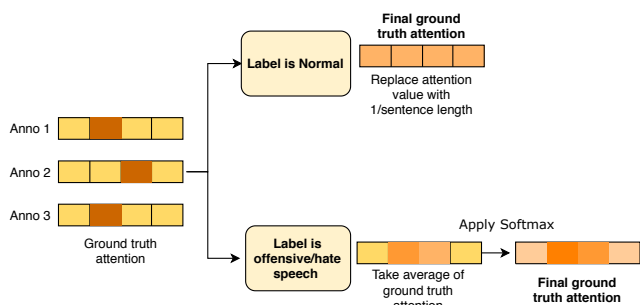 Final ground
truth attention
Label is Normal
Replace attention
value with
1/sentence length
Anno 1
Anno 2
Anno 3
Ground truth
attention
Label is
offensive/hate
speech
Take average of
ground truth
attention
Apply Softmax
Final ground
truth attention